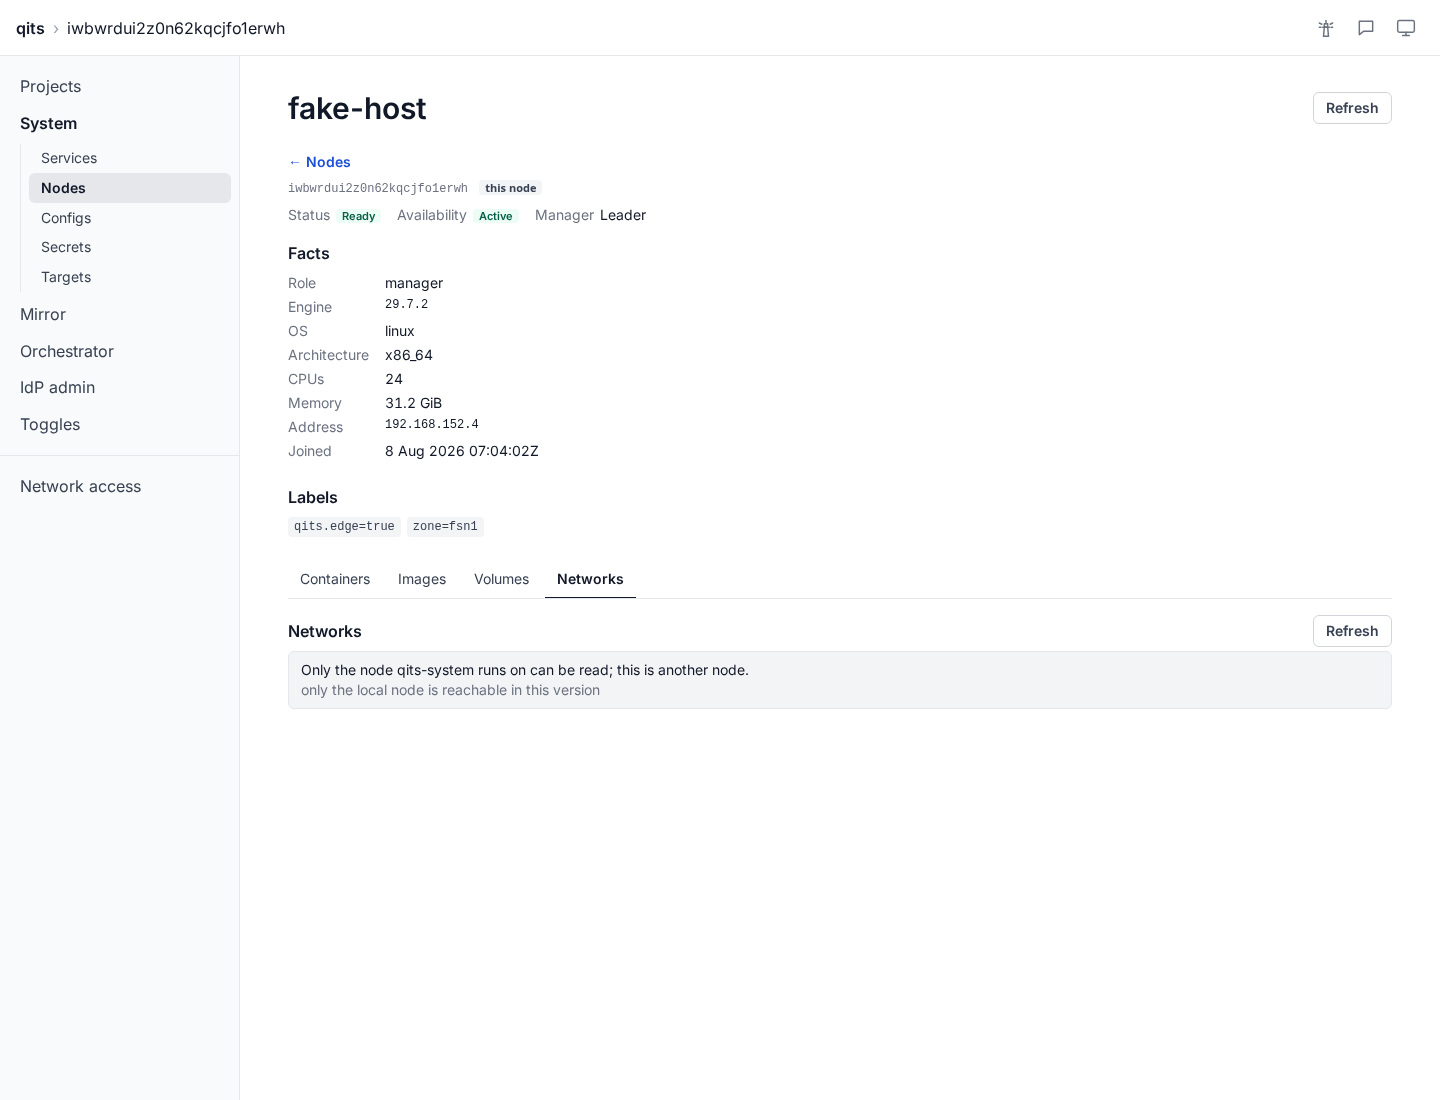 qits › iwbwrdui2z0n62kqcjfo1erwh
Projects
System
Services
Nodes
Configs
Secrets
Targets
Mirror
Orchestrator
IdP admin
Toggles
Network access
fake-host
Refresh
← Nodes
iwbwrdui2z0n62kqcjfo1erwh this node
Status Ready Availability Active Manager Leader
Facts
Role manager
Engine 29.7.2
OS linux
Architecture x86_64
CPUs 24
Memory 31.2 GiB
Address 192.168.152.4
Joined 8 Aug 2026 07:04:02Z
Labels
qits.edge=true zone=fsn1
Containers Images Volumes Networks
Networks
Refresh
Only the node qits-system runs on can be read; this is another node.
only the local node is reachable in this version